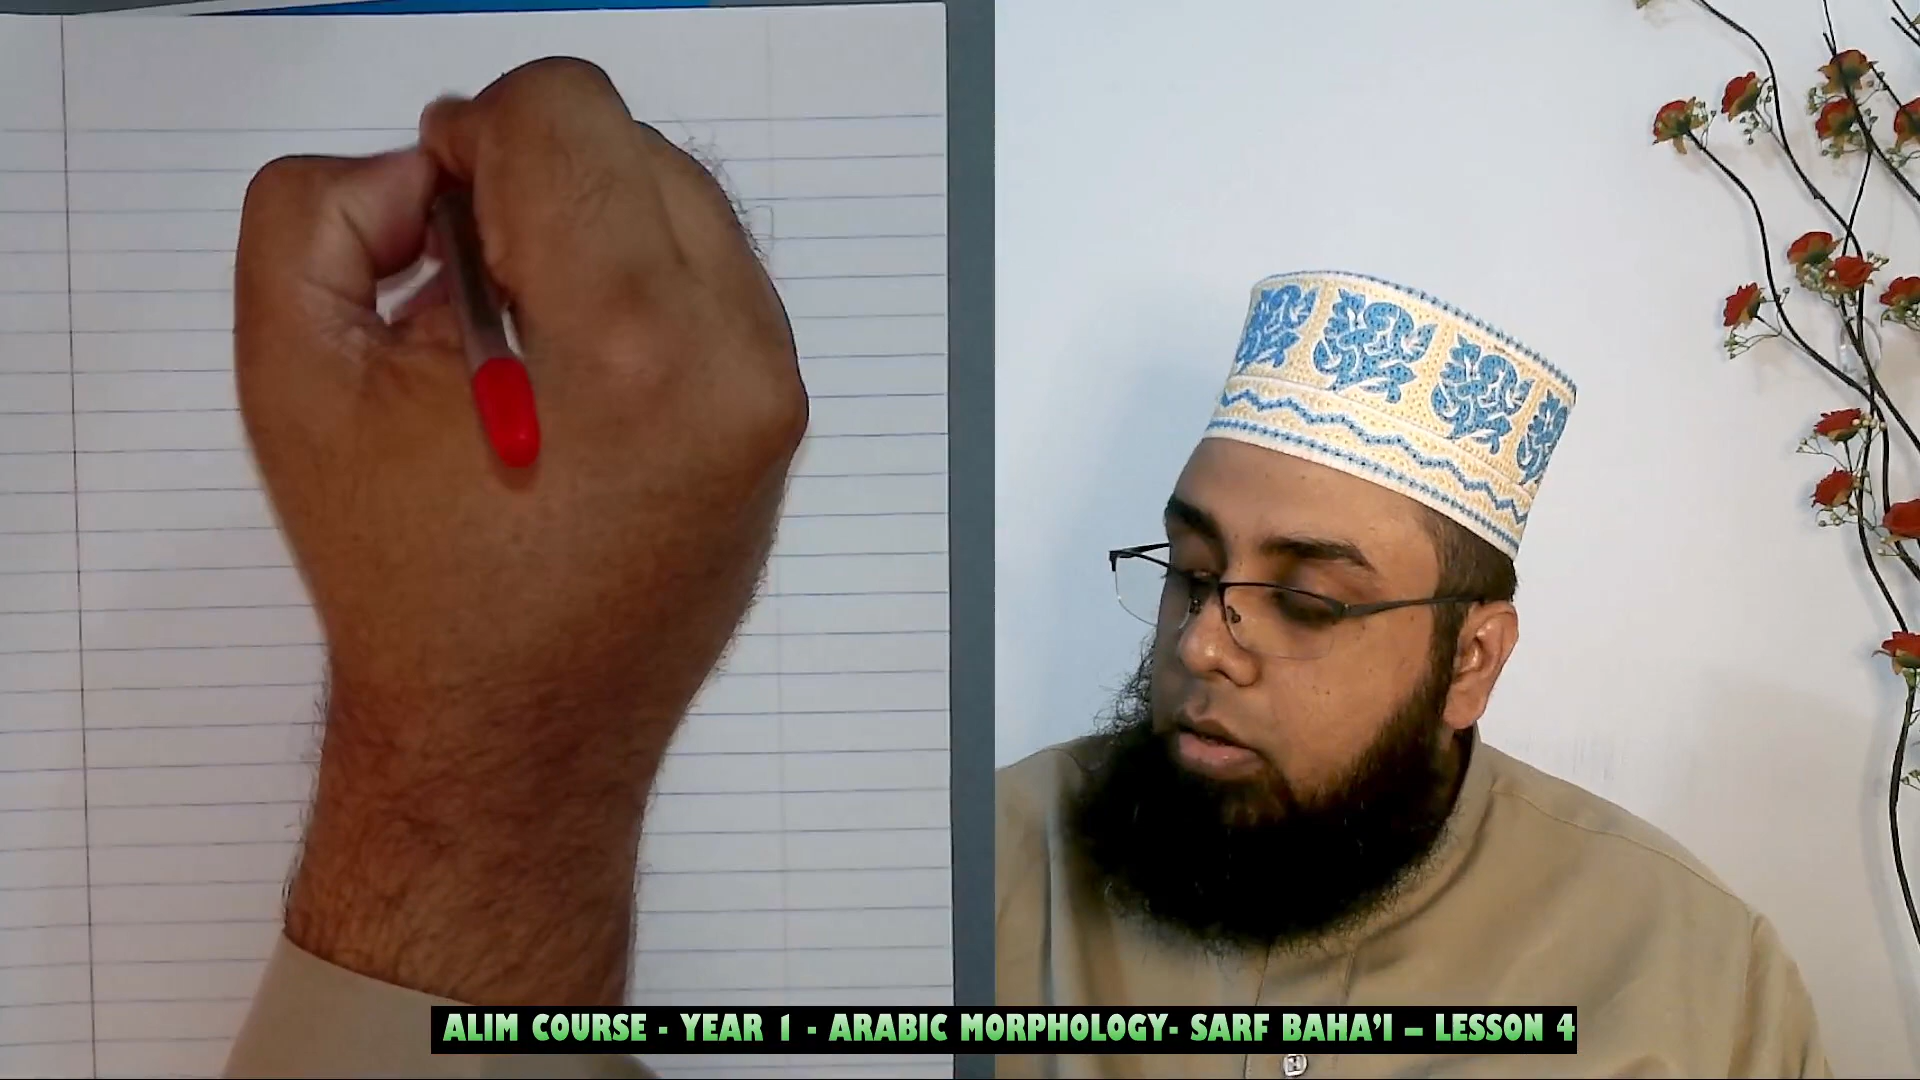 ALIM COURSE - YEAR 1 - ARABIC MORPHOLOGY- SARF BAHA’I – LESSON 4